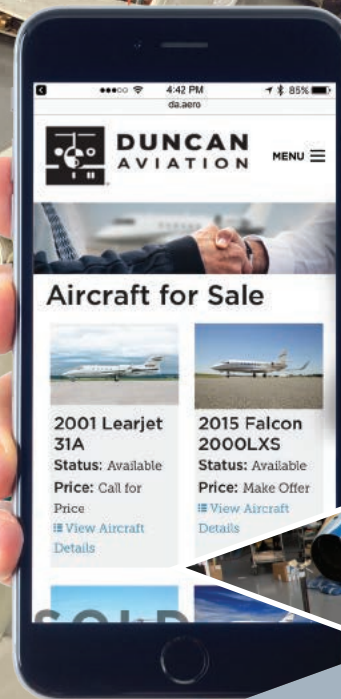 4:42 PM
85%
da.aero
DUNCAN
AVIATION
MENU
Aircraft for Sale
2001 Learjet
31A
Status: Available
Price: Call for
Price
View Aircraft
Details
2015 Falcon
2000LXS
Status: Available
Price: Make Offer
View Aircraft
Details
SOLD